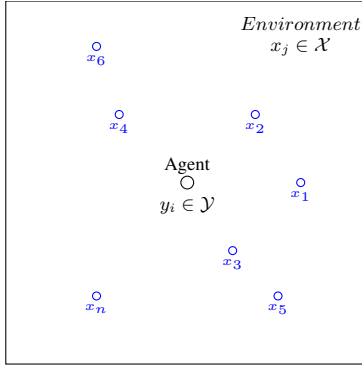 Environment
x_j ∈ 𝒳
x_6
x_4
x_2
Agent
y_i ∈ 𝒴
x_1
x_3
x_n
x_5